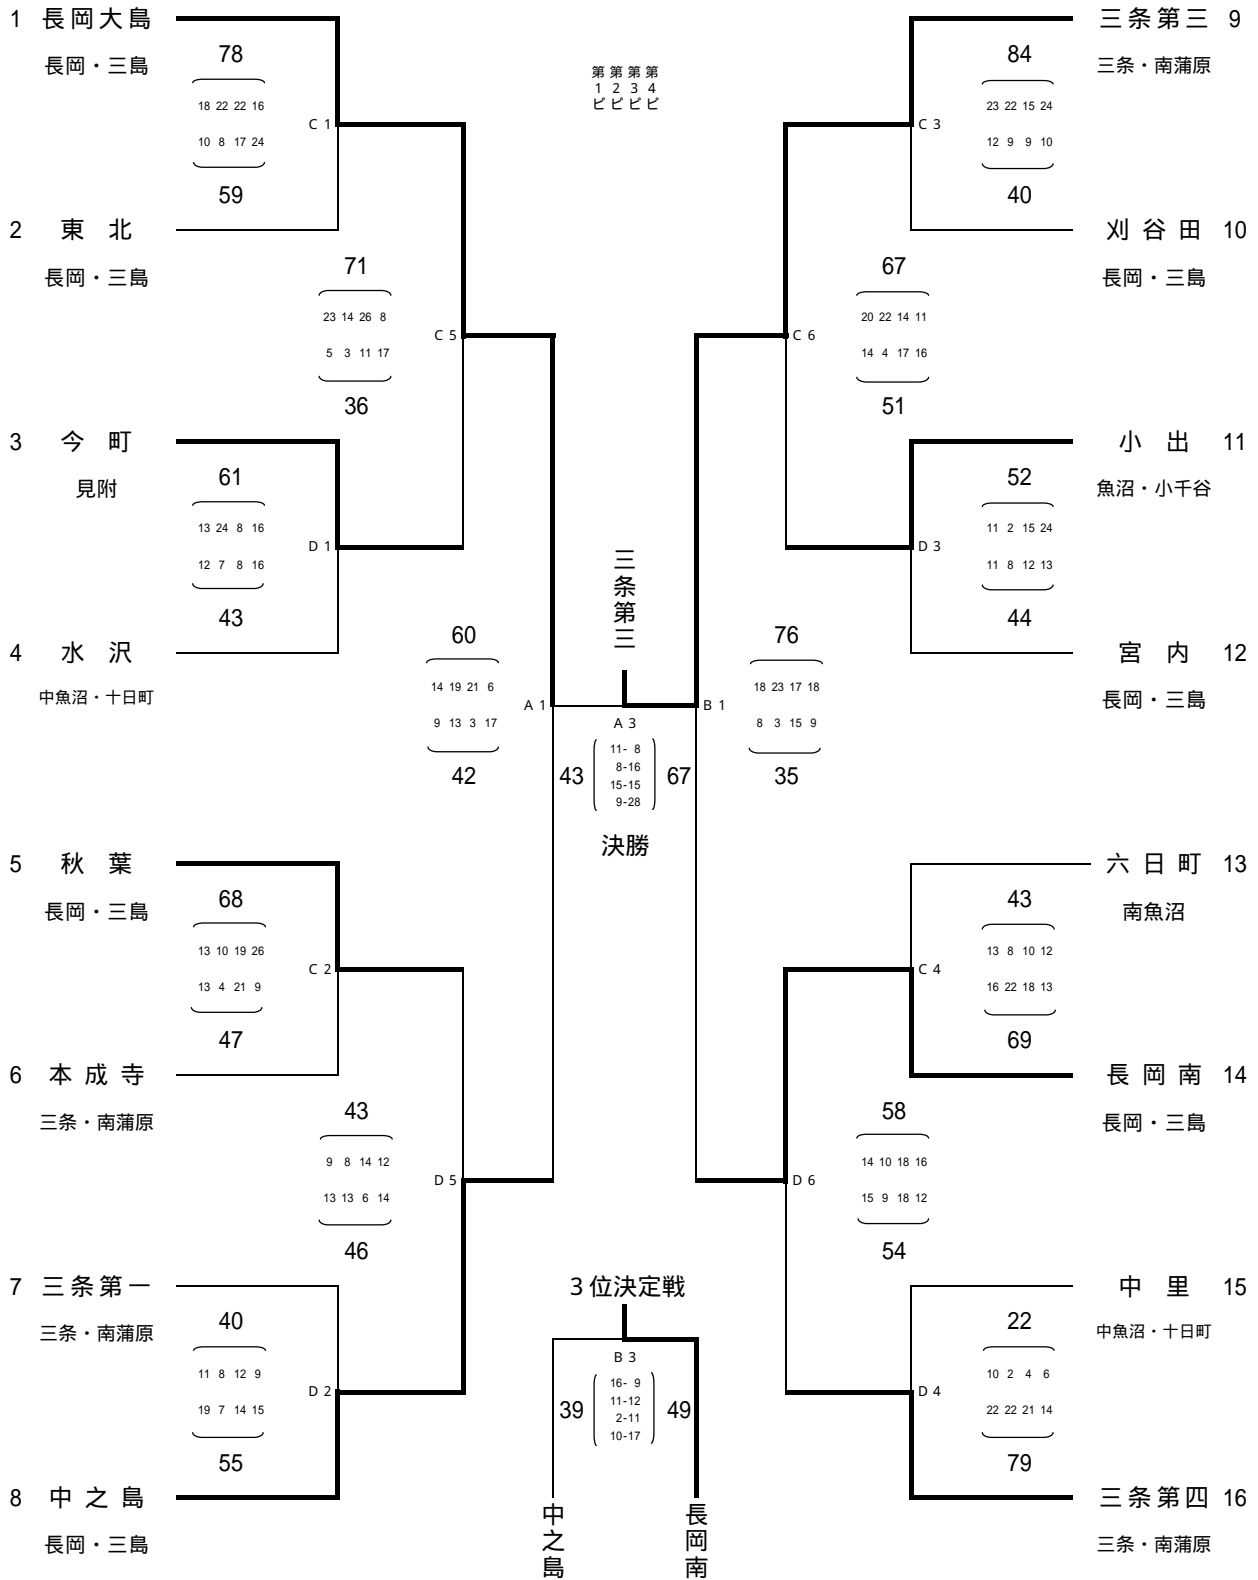 1 長岡大島
長岡・三島
78
18 22 22 16
10 8 17 24
59
C 1
2 東 北
長岡・三島
71
23 14 26 8
5 3 11 17
36
C 5
3 今 町
見附
61
13 24 8 16
12 7 8 16
43
D 1
4 水 沢
中魚沼・十日町
60
14 19 21 6
9 13 3 17
42
A 1
5 秋 葉
長岡・三島
68
13 10 19 26
13 4 21 9
47
C 2
6 本 成 寺
三条・南蒲原
43
9 8 14 12
13 13 6 14
46
D 5
7 三条第一
三条・南蒲原
40
11 8 12 9
19 7 14 15
55
D 2
8 中 之 島
長岡・三島
第1ピ
第2ピ
第3ピ
第4ピ
三条第三
A 3
43
11- 8
8-16
15-15
9-28
67
決勝
3 位決定戦
B 3
39
16- 9
11-12
2-11
10-17
49
中之島
長岡南
三条第三 9
三条・南蒲原
84
23 22 15 24
12 9 9 10
40
C 3
刈 谷 田 10
長岡・三島
67
20 22 14 11
14 4 17 16
51
C 6
小 出 11
魚沼・小千谷
52
11 2 15 24
11 8 12 13
44
D 3
宮 内 12
長岡・三島
76
18 23 17 18
8 3 15 9
35
B 1
六 日 町 13
南魚沼
43
13 8 10 12
16 22 18 13
69
C 4
長 岡 南 14
長岡・三島
58
14 10 18 16
15 9 18 12
54
D 6
中 里 15
中魚沼・十日町
22
10 2 4 6
22 22 21 14
79
D 4
三条第四 16
三条・南蒲原